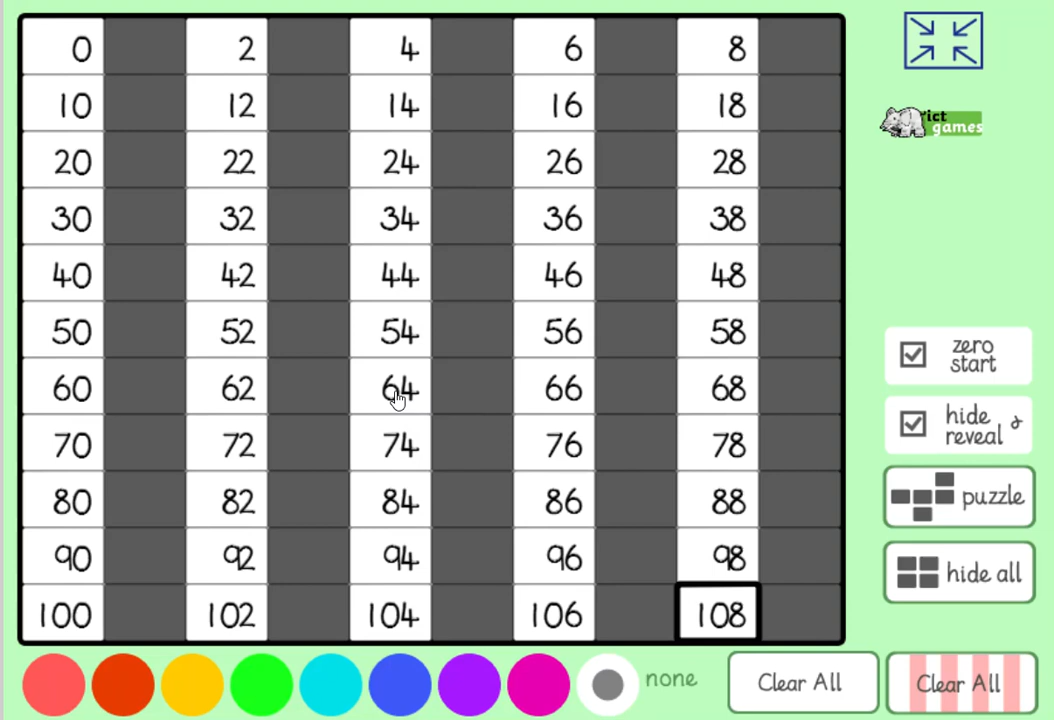 0 2 4 6 8
10 12 14 16 18
20 22 24 26 28
30 32 34 36 38
40 42 44 46 48
50 52 54 56 58
60 62 64 66 68
70 72 74 76 78
80 82 84 86 88
90 92 94 96 98
100 102 104 106 108
ict
games
zero
start
hide &
reveal
puzzle
hide all
none
Clear All
Clear All